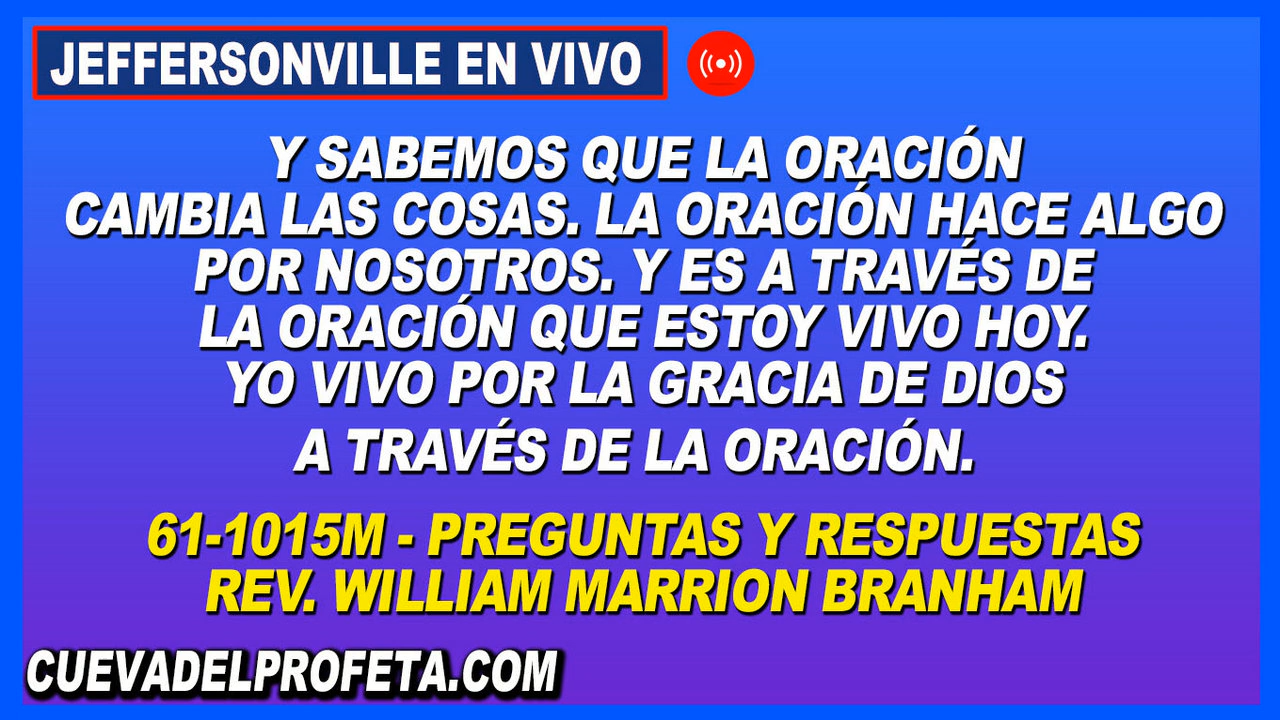 JEFFERSONVILLE EN VIVO
Y SABEMOS QUE LA ORACIÓN
CAMBIA LAS COSAS. LA ORACIÓN HACE ALGO
POR NOSOTROS. Y ES A TRAVÉS DE
LA ORACIÓN QUE ESTOY VIVO HOY.
YO VIVO POR LA GRACIA DE DIOS
A TRAVÉS DE LA ORACIÓN.
61-1015M - PREGUNTAS Y RESPUESTAS
REV. WILLIAM MARRION BRANHAM
CUEVADELPROFETA.COM